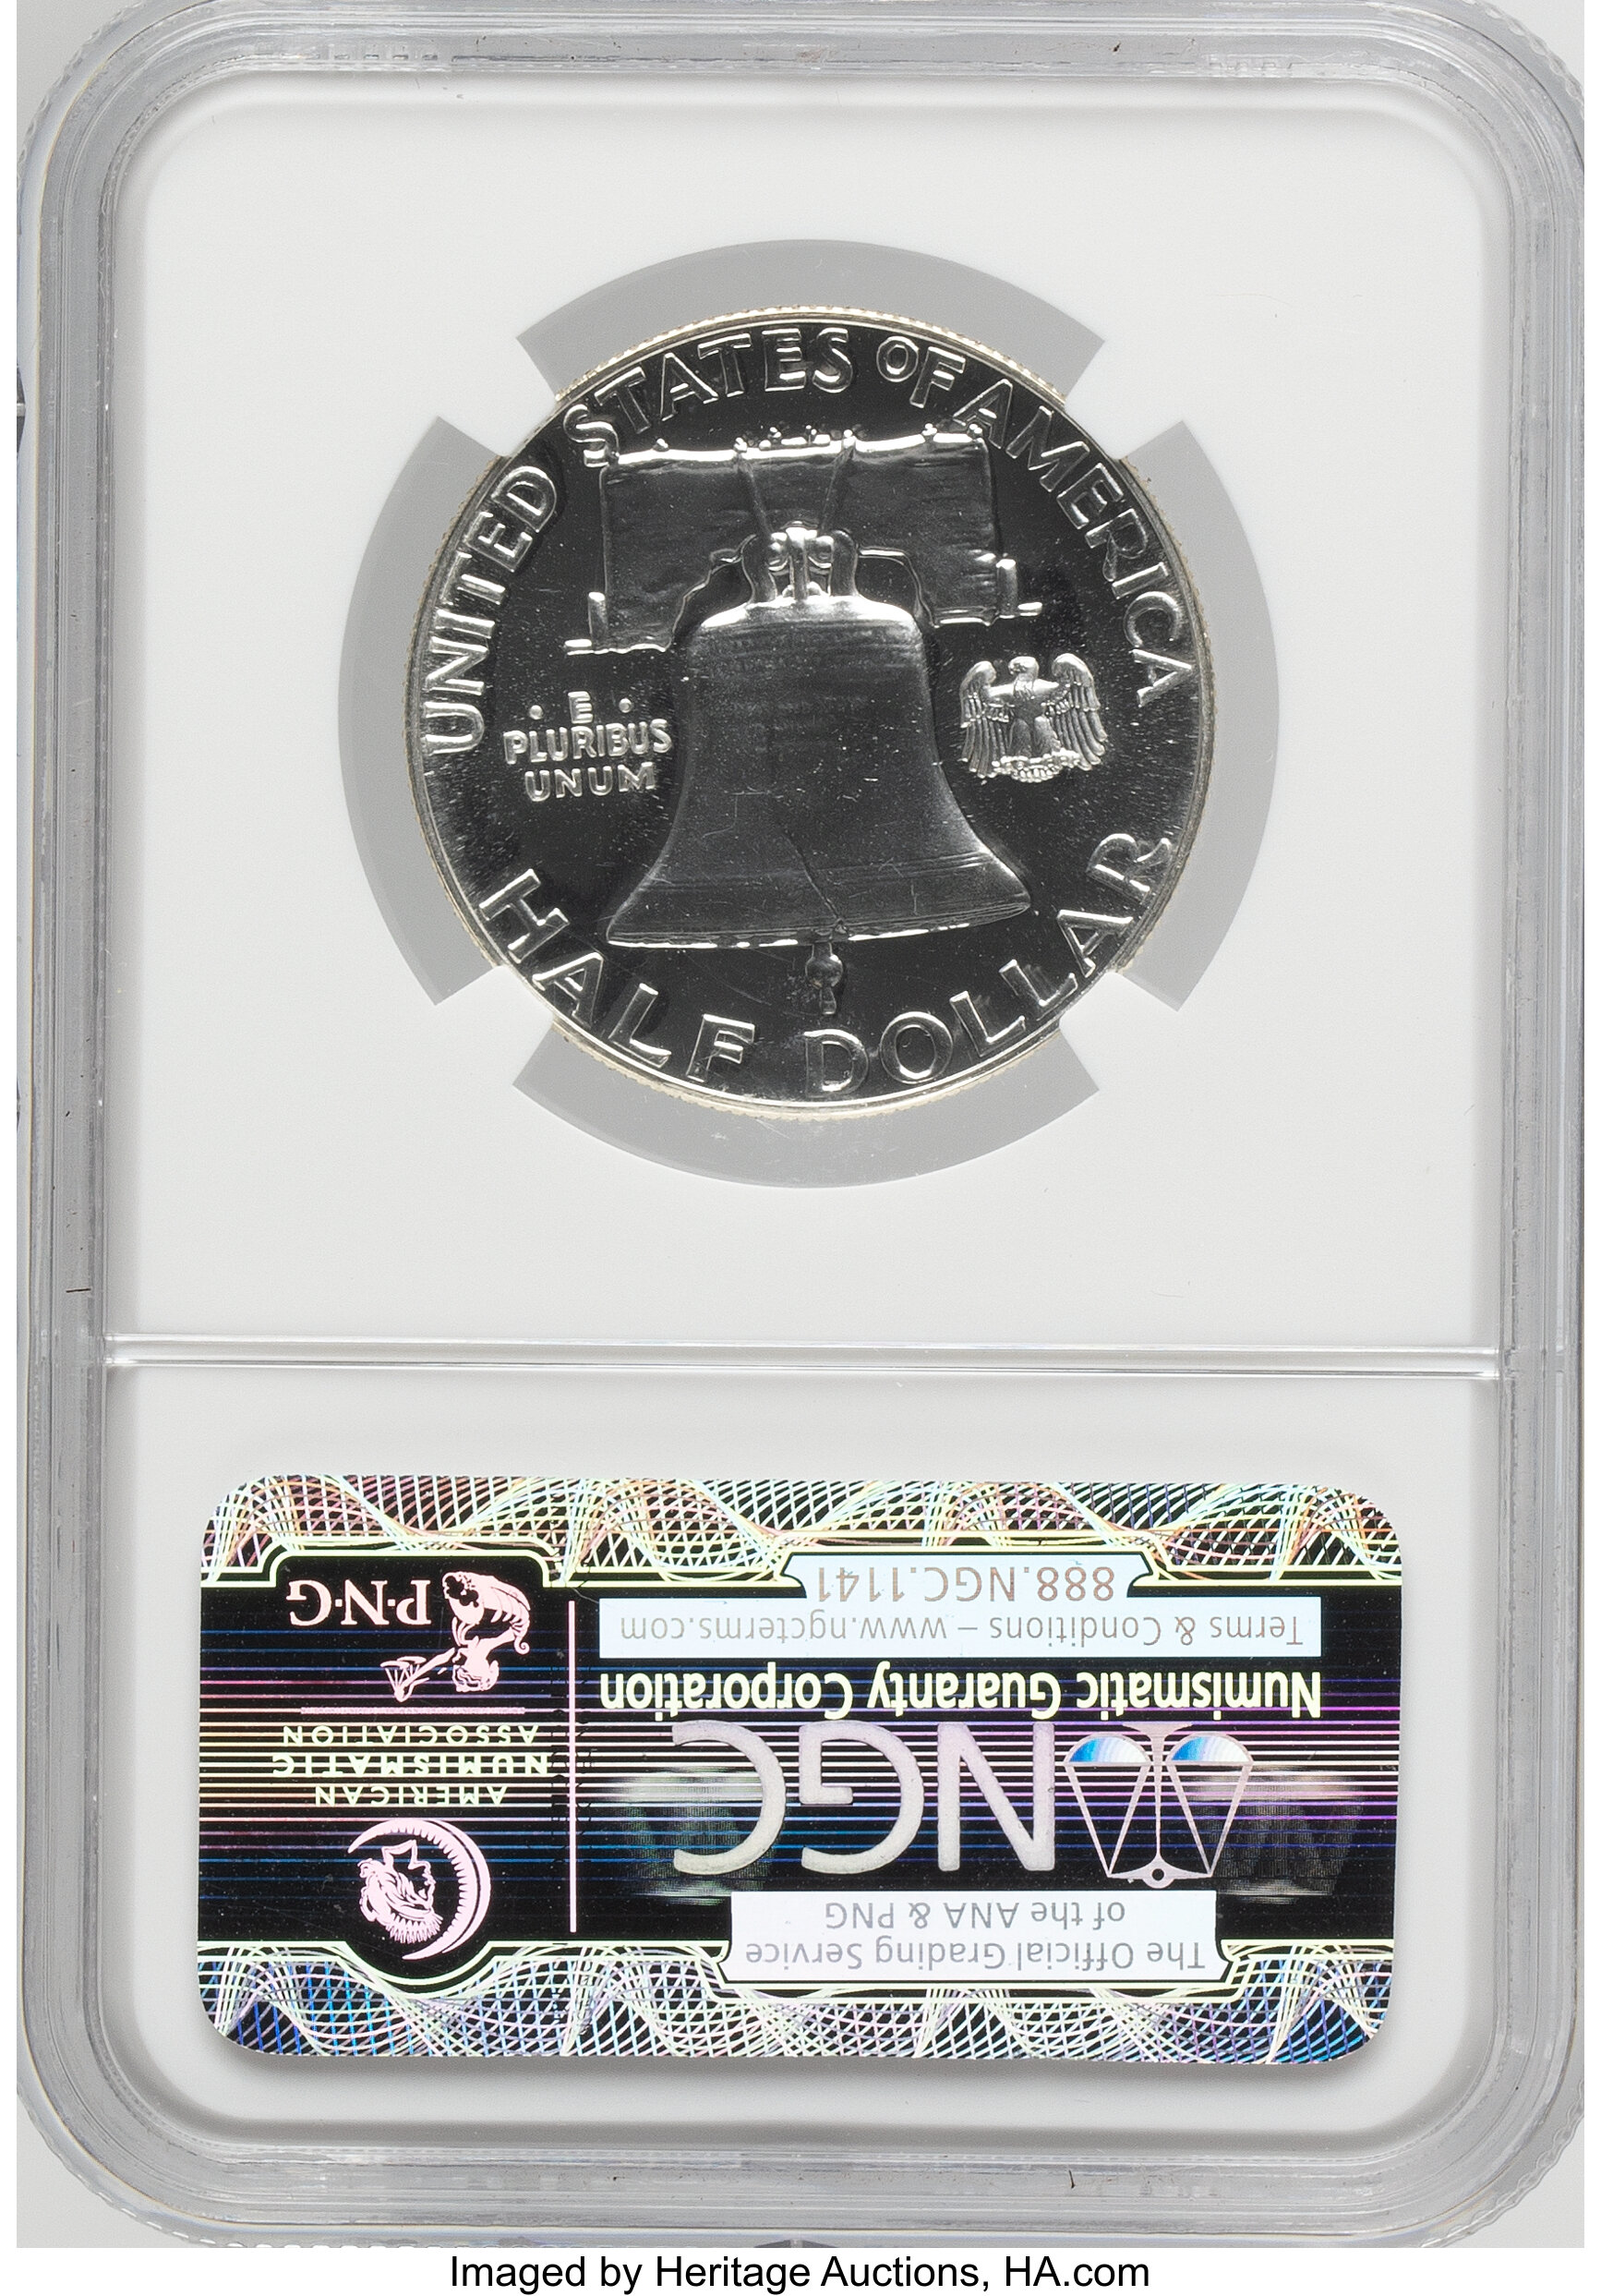 UNITED STATES OF AMERICA
· E ·
PLURIBUS
UNUM
HALF DOLLAR
The Official Grading Service
of the ANA & PNG
NGC
Numismatic Guaranty Corporation
Terms & Conditions – www.ngcterms.com
888.NGC.1141
AMERICAN
NUMISMATIC
ASSOCIATION
P·N·G
Imaged by Heritage Auctions, HA.com